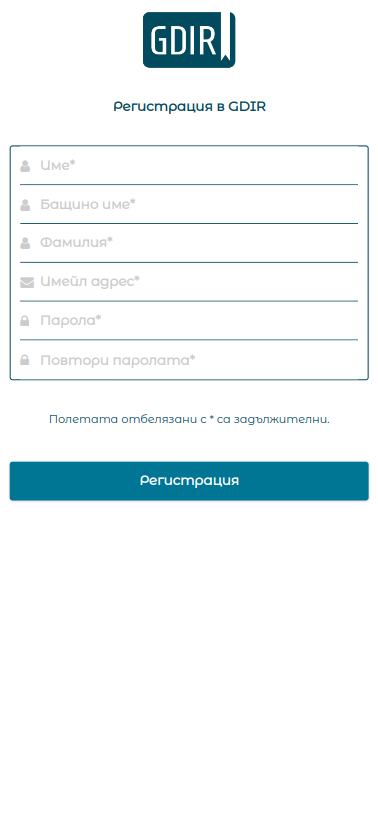 GDIR
Регистрация в GDIR
Име*
Бащино име*
Фамилия*
Имейл адрес*
Парола*
Повтори паролата*
Полетата отбелязани с * са задължителни.
Регистрация